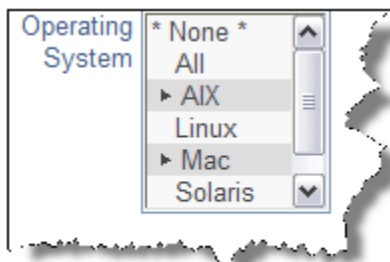 Operating System
* None *
All
▸ AIX
Linux
▸ Mac
Solaris